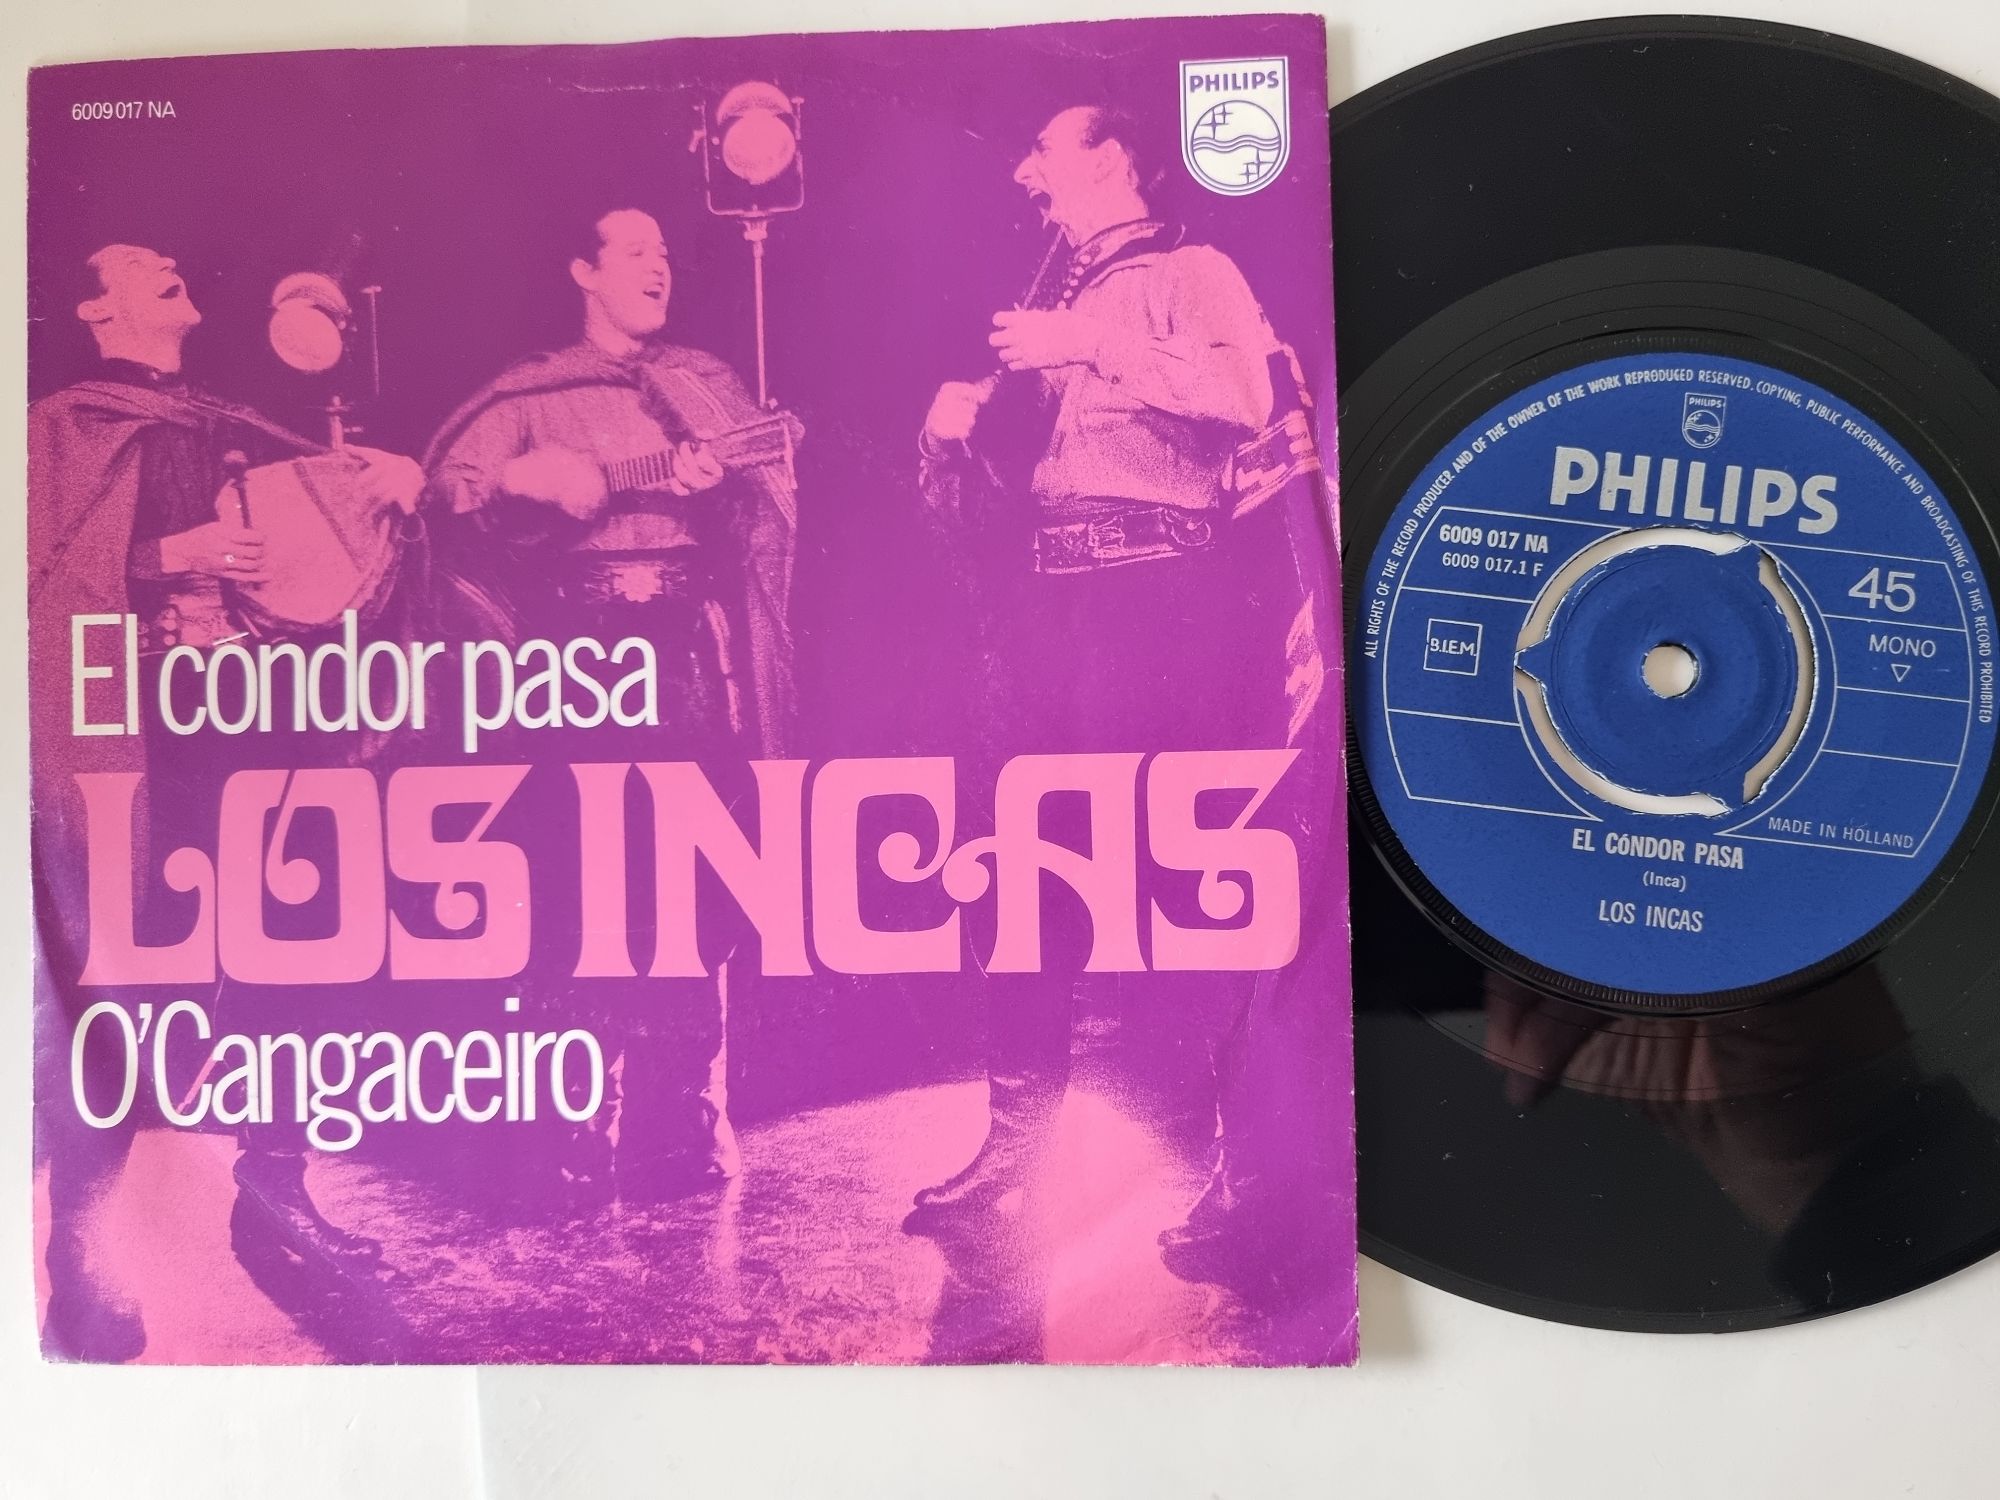 6009 017 NA
PHILIPS
El cóndor pasa
LOS INCAS
O'Cangaceiro
ALL RIGHTS OF THE RECORD PRODUCER AND OF THE OWNER OF THE WORK REPRODUCED RESERVED. COPYING, PUBLIC PERFORMANCE AND BROADCASTING OF THIS RECORD PROHIBITED
PHILIPS
PHILIPS
6009 017 NA
6009 017.1 F
45
B.I.E.M.
MONO
MADE IN HOLLAND
EL CÓNDOR PASA
(Inca)
LOS INCAS